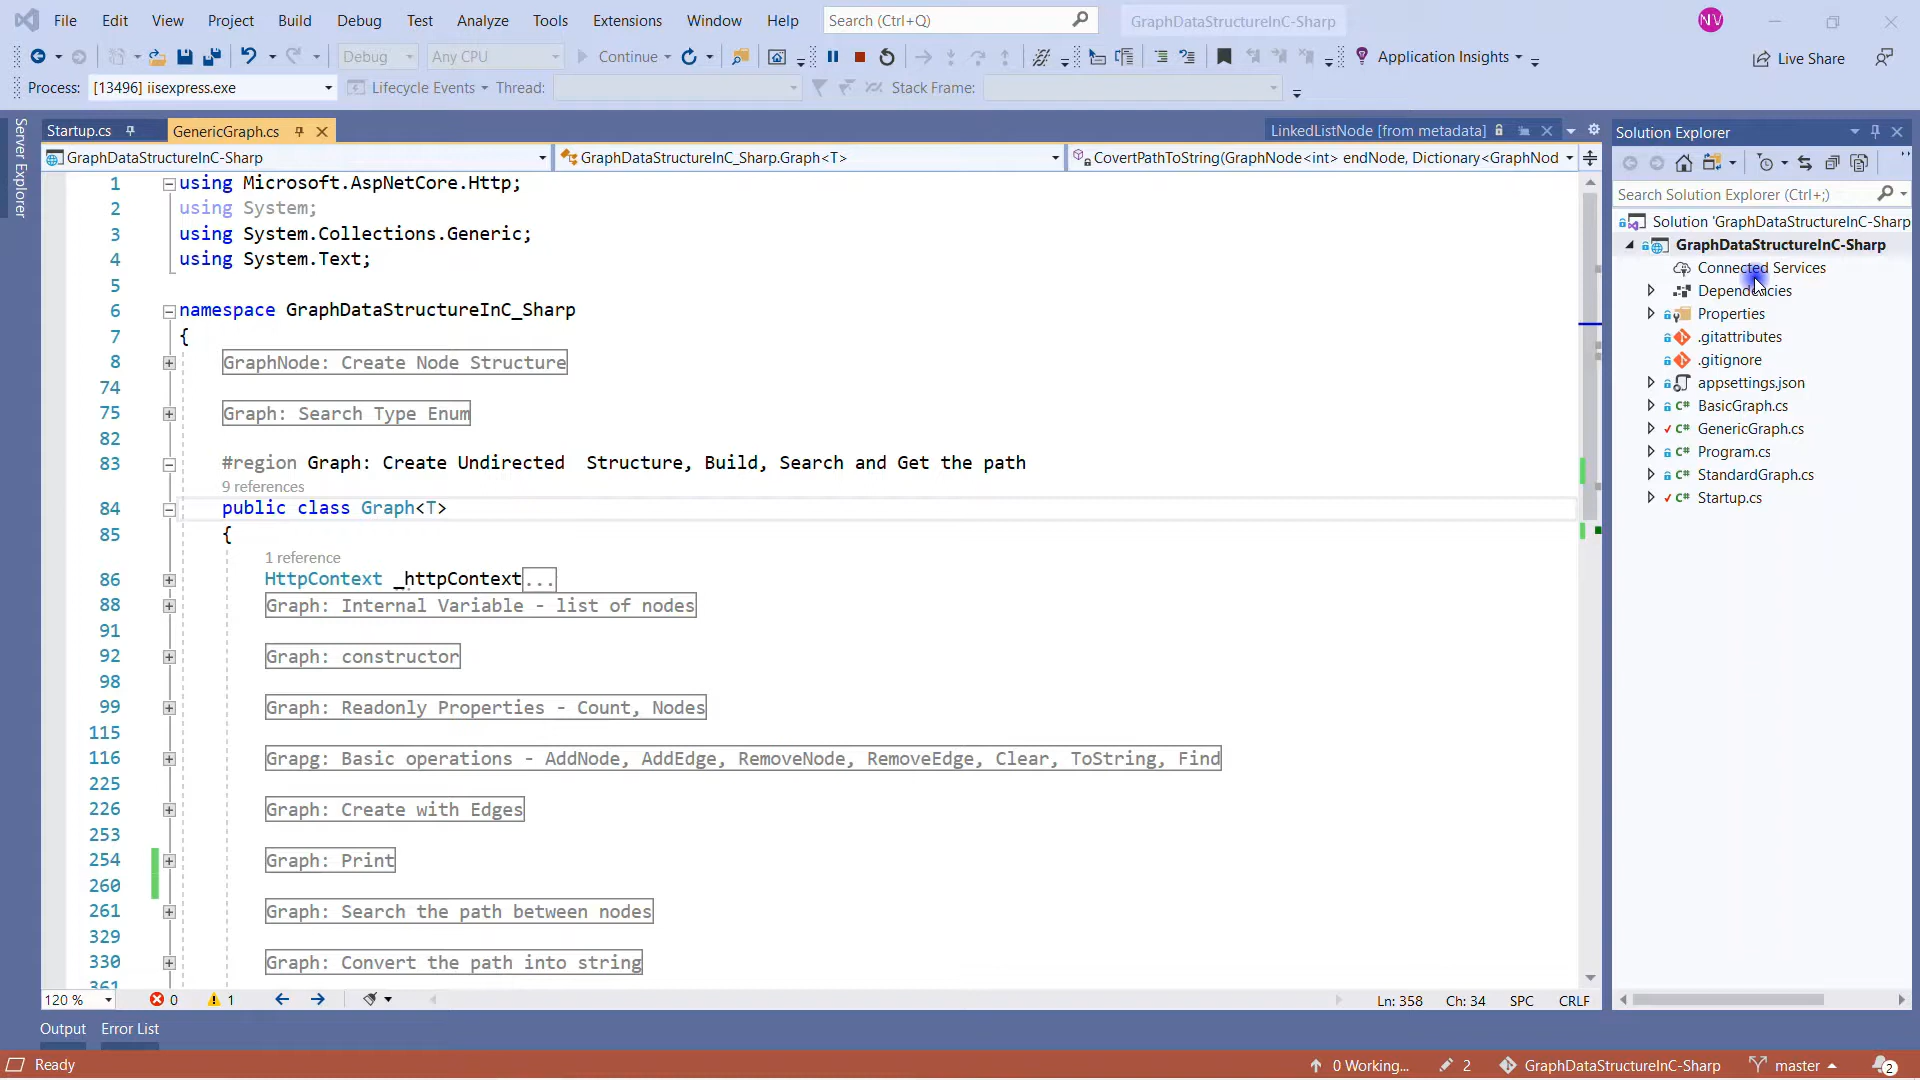 File Edit View Project Build Debug Test Analyze Tools Extensions Window Help Search (Ctrl+Q) GraphDataStructureInC-Sharp NV
Debug Any CPU Continue Application Insights Live Share
Process: [13496] iisexpress.exe Lifecycle Events Thread: Stack Frame:
Server Explorer
Startup.cs GenericGraph.cs LinkedListNode [from metadata]
GraphDataStructureInC-Sharp GraphDataStructureInC_Sharp.Graph<T> CovertPathToString(GraphNode<int> endNode, Dictionary<GraphNod
1 using Microsoft.AspNetCore.Http;
2 using System;
3 using System.Collections.Generic;
4 using System.Text;
5
6 namespace GraphDataStructureInC_Sharp
7 {
8 GraphNode: Create Node Structure
74
75 Graph: Search Type Enum
82
83 #region Graph: Create Undirected  Structure, Build, Search and Get the path
9 references
84 public class Graph<T>
85 {
1 reference
86 HttpContext _httpContext...
88 Graph: Internal Variable - list of nodes
91
92 Graph: constructor
98
99 Graph: Readonly Properties - Count, Nodes
115
116 Grapg: Basic operations - AddNode, AddEdge, RemoveNode, RemoveEdge, Clear, ToString, Find
225
226 Graph: Create with Edges
253
254 Graph: Print
260
261 Graph: Search the path between nodes
329
330 Graph: Convert the path into string
361
120 % 0 1 Ln: 358 Ch: 34 SPC CRLF
Solution Explorer
Search Solution Explorer (Ctrl+;)
Solution 'GraphDataStructureInC-Sharp
GraphDataStructureInC-Sharp
Connected Services
Dependencies
Properties
.gitattributes
.gitignore
appsettings.json
C# BasicGraph.cs
C# GenericGraph.cs
C# Program.cs
C# StandardGraph.cs
C# Startup.cs
Output Error List
Ready 0 Working... 2 GraphDataStructureInC-Sharp master 2